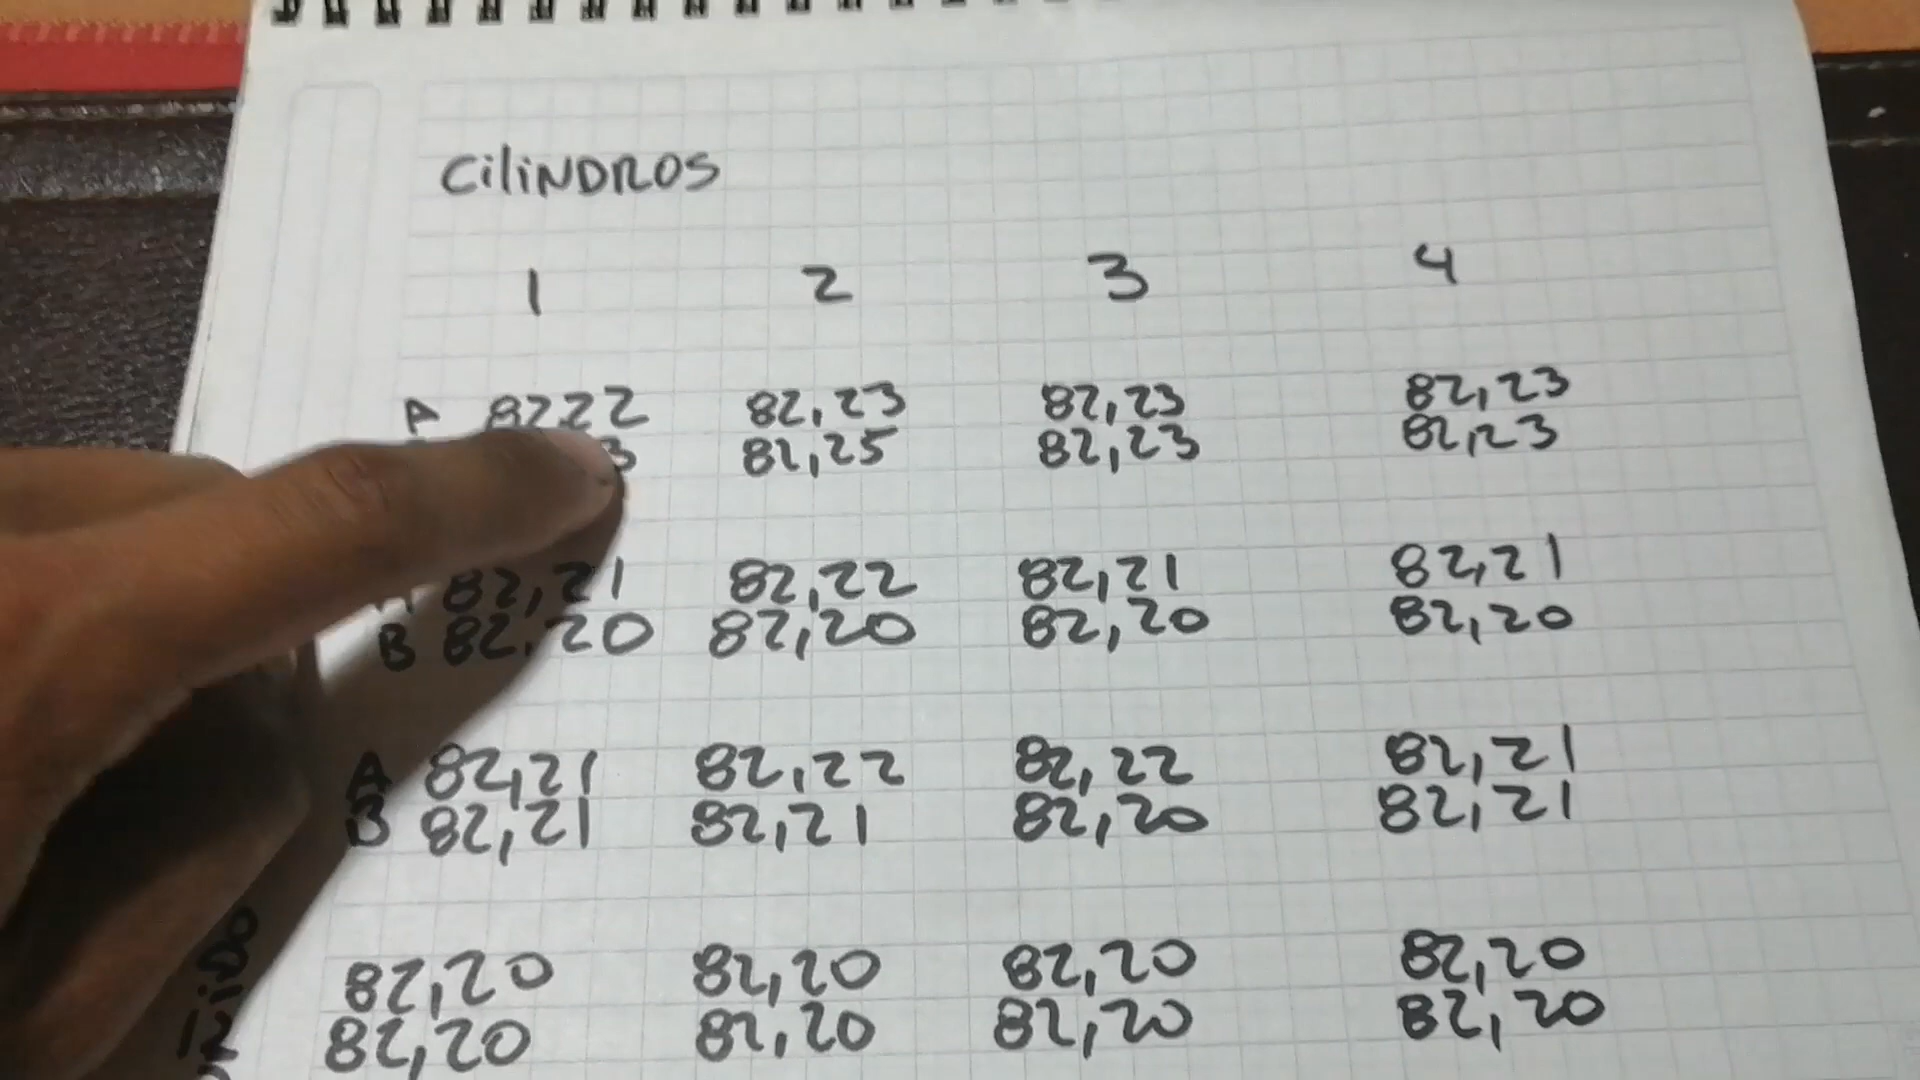 CiliNDROS
1 2 3 4
A 8222 82,23 82,23 82,23
3 82,25 82,23 82,23
A 82,21 82,22 82,21 82,21
B 82,20 82,20 82,20 82,20
A 82,21 82,22 82,22 82,21
B 82,21 82,21 82,20 82,21
82,20 82,20 82,20 82,20
82,20 82,20 82,20 82,20